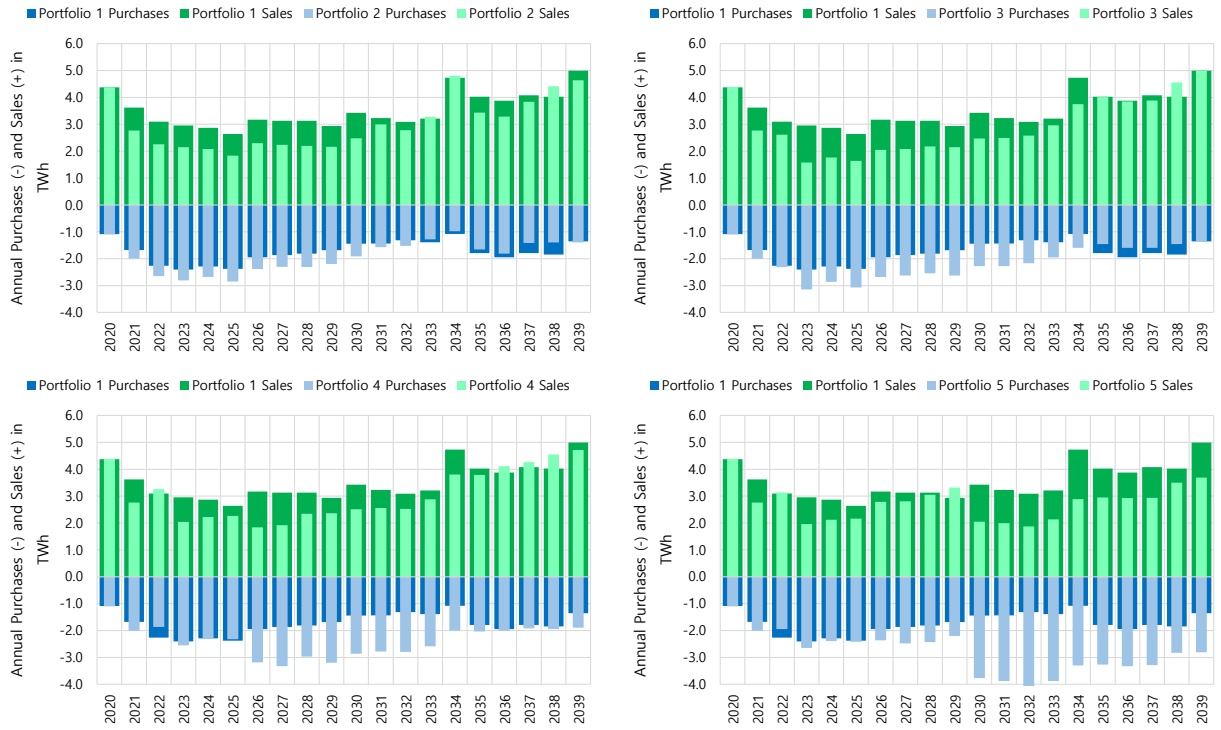 Portfolio 1 Purchases Portfolio 1 Sales Portfolio 2 Purchases Portfolio 2 Sales
Annual Purchases (-) and Sales (+) in
TWh
6.0
5.0
4.0
3.0
2.0
1.0
0.0
-1.0
-2.0
-3.0
-4.0
2020 2021 2022 2023 2024 2025 2026 2027 2028 2029 2030 2031 2032 2033 2034 2035 2036 2037 2038 2039
Portfolio 1 Purchases Portfolio 1 Sales Portfolio 3 Purchases Portfolio 3 Sales
Annual Purchases (-) and Sales (+) in
TWh
6.0
5.0
4.0
3.0
2.0
1.0
0.0
-1.0
-2.0
-3.0
-4.0
2020 2021 2022 2023 2024 2025 2026 2027 2028 2029 2030 2031 2032 2033 2034 2035 2036 2037 2038 2039
Portfolio 1 Purchases Portfolio 1 Sales Portfolio 4 Purchases Portfolio 4 Sales
Annual Purchases (-) and Sales (+) in
TWh
6.0
5.0
4.0
3.0
2.0
1.0
0.0
-1.0
-2.0
-3.0
-4.0
2020 2021 2022 2023 2024 2025 2026 2027 2028 2029 2030 2031 2032 2033 2034 2035 2036 2037 2038 2039
Portfolio 1 Purchases Portfolio 1 Sales Portfolio 5 Purchases Portfolio 5 Sales
Annual Purchases (-) and Sales (+) in
TWh
6.0
5.0
4.0
3.0
2.0
1.0
0.0
-1.0
-2.0
-3.0
-4.0
2020 2021 2022 2023 2024 2025 2026 2027 2028 2029 2030 2031 2032 2033 2034 2035 2036 2037 2038 2039